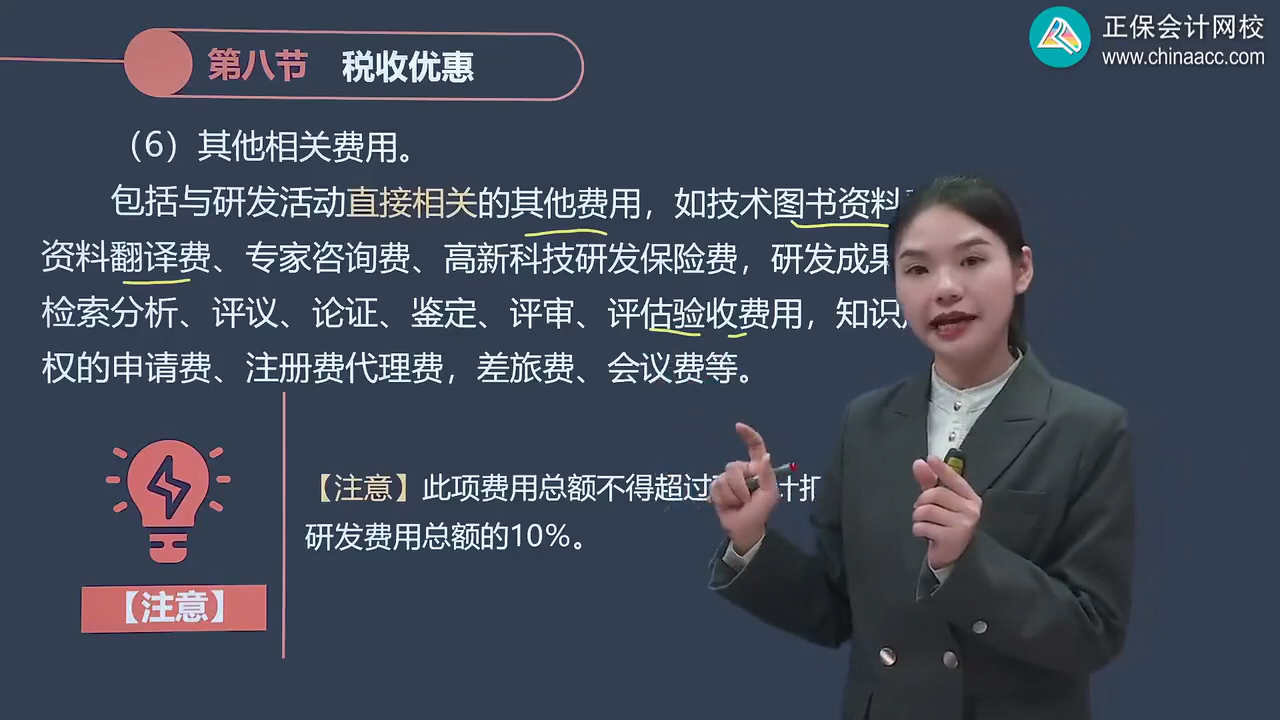 正保会计网校
www.chinaacc.com
第八节 税收优惠
（6）其他相关费用。
包括与研发活动直接相关的其他费用，如技术图书资料
资料翻译费、专家咨询费、高新科技研发保险费，研发成果
检索分析、评议、论证、鉴定、评审、评估验收费用，知识
权的申请费、注册费代理费，差旅费、会议费等。
【注意】此项费用总额不得超过 计扣
研发费用总额的10%。
【注意】